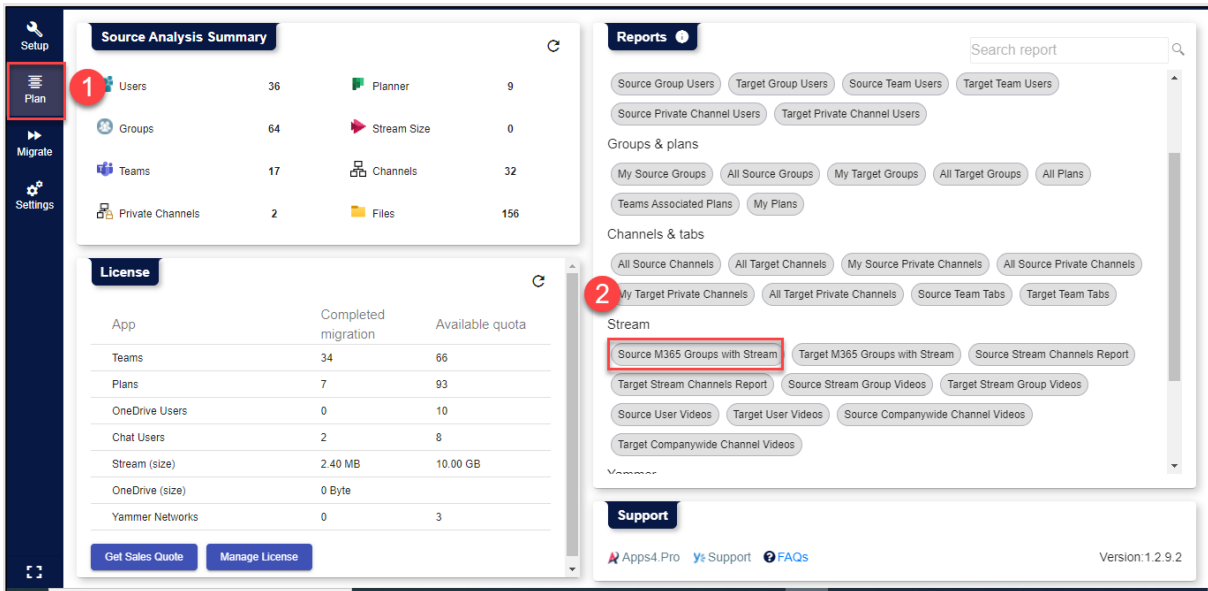 Setup
1
Plan
Migrate
Settings
Source Analysis Summary
Users 36 Planner 9
Groups 64 Stream Size 0
Teams 17 Channels 32
Private Channels 2 Files 156
License
App Completed migration Available quota
Teams 34 66
Plans 7 93
OneDrive Users 0 10
Chat Users 2 8
Stream (size) 2.40 MB 10.00 GB
OneDrive (size) 0 Byte
Yammer Networks 0 3
Get Sales Quote Manage License
Reports
Search report
Source Group Users Target Group Users Source Team Users Target Team Users
Source Private Channel Users Target Private Channel Users
Groups & plans
My Source Groups All Source Groups My Target Groups All Target Groups All Plans
Teams Associated Plans My Plans
Channels & tabs
All Source Channels All Target Channels My Source Private Channels All Source Private Channels
2 My Target Private Channels All Target Private Channels Source Team Tabs Target Team Tabs
Stream
Source M365 Groups with Stream Target M365 Groups with Stream Source Stream Channels Report
Target Stream Channels Report Source Stream Group Videos Target Stream Group Videos
Source User Videos Target User Videos Source Companywide Channel Videos
Target Companywide Channel Videos
Yammer
Support
Apps4.Pro Support FAQs Version:1.2.9.2